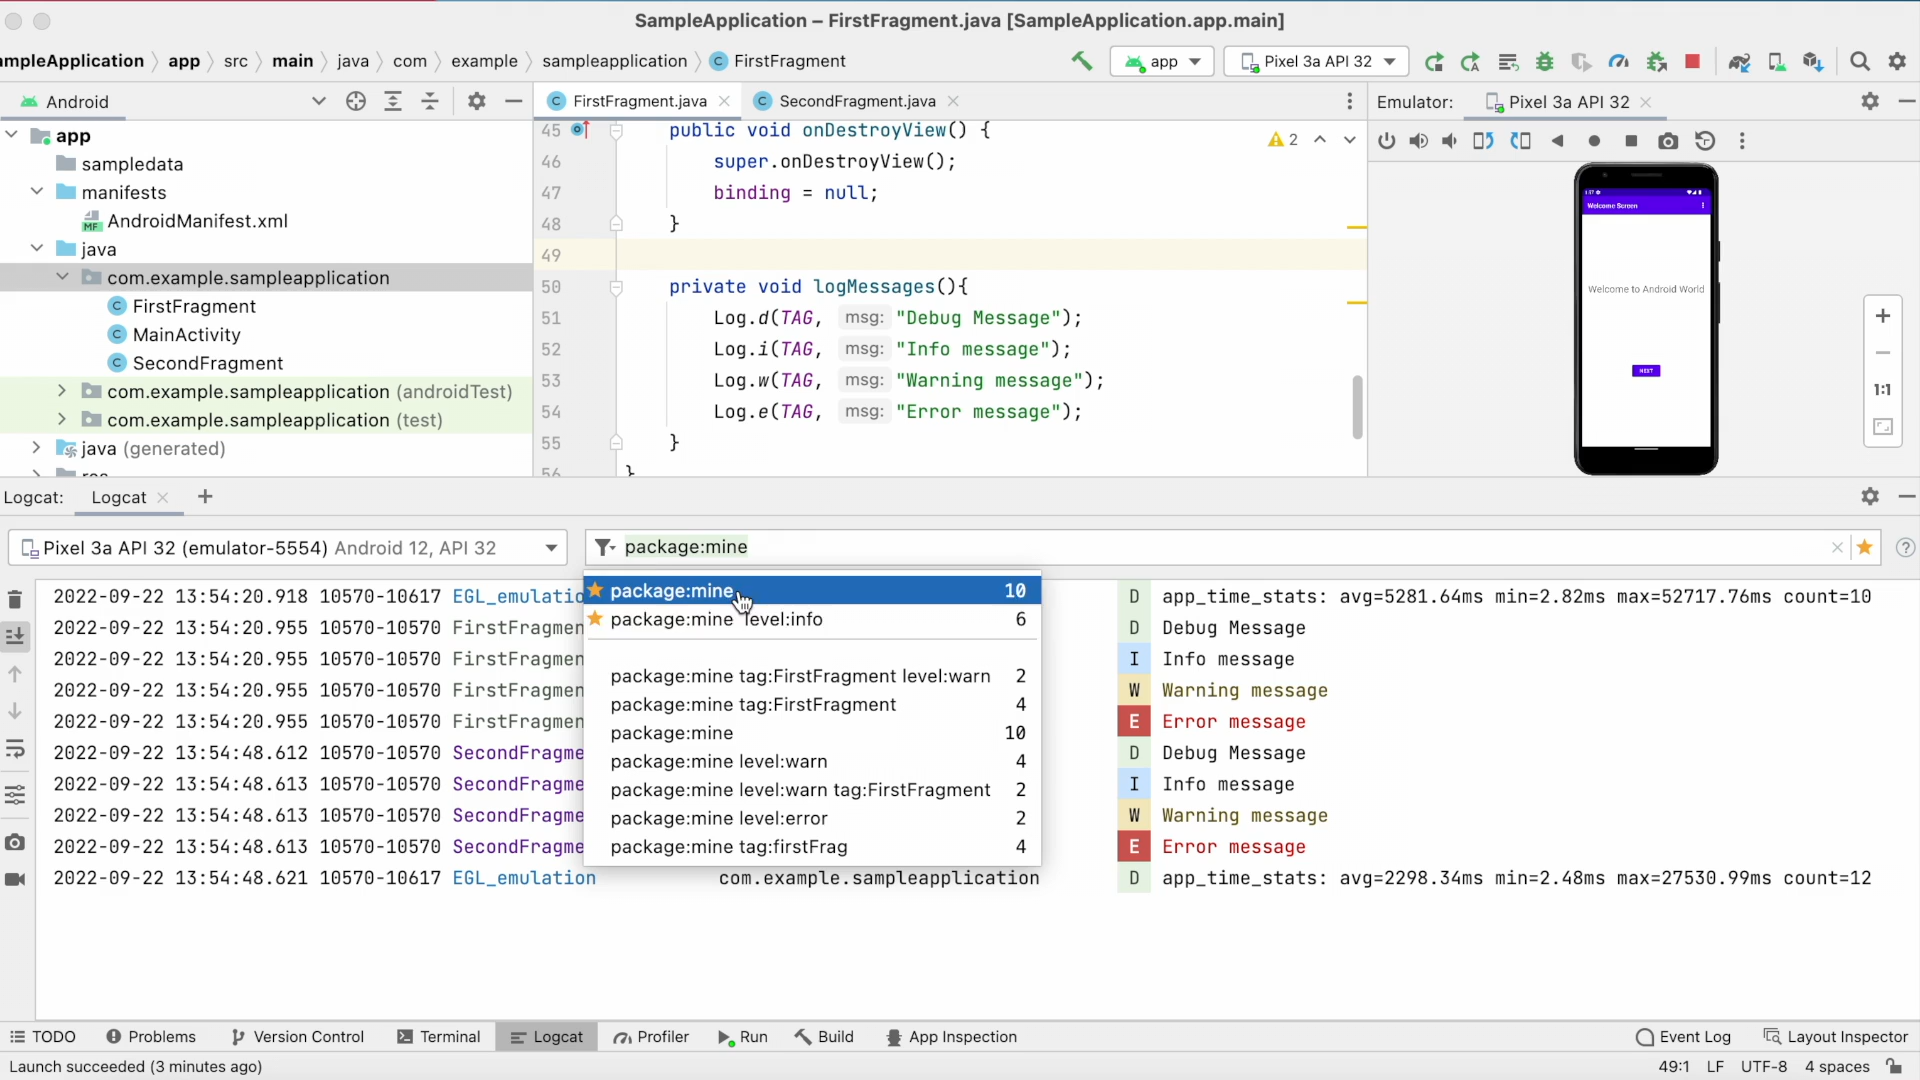 SampleApplication – FirstFragment.java [SampleApplication.app.main]
mpleApplication app src main java com example sampleapplication FirstFragment
app Pixel 3a API 32
Android
FirstFragment.java SecondFragment.java
Emulator: Pixel 3a API 32
app
sampledata
manifests
AndroidManifest.xml
java
com.example.sampleapplication
FirstFragment
MainActivity
SecondFragment
com.example.sampleapplication (androidTest)
com.example.sampleapplication (test)
java (generated)
2
45 public void onDestroyView() {
46 super.onDestroyView();
47 binding = null;
48 }
49
50 private void logMessages(){
51 Log.d(TAG, msg: "Debug Message");
52 Log.i(TAG, msg: "Info message");
53 Log.w(TAG, msg: "Warning message");
54 Log.e(TAG, msg: "Error message");
55 }
56 }
Welcome Screen
Welcome to Android World
NEXT
1:1
Logcat: Logcat
Pixel 3a API 32 (emulator-5554) Android 12, API 32
package:mine
package:mine 10
package:mine level:info 6
package:mine tag:FirstFragment level:warn 2
package:mine tag:FirstFragment 4
package:mine 10
package:mine level:warn 4
package:mine level:warn tag:FirstFragment 2
package:mine level:error 2
package:mine tag:firstFrag 4
2022-09-22 13:54:20.918 10570-10617 EGL_emulatio D app_time_stats: avg=5281.64ms min=2.82ms max=52717.76ms count=10
2022-09-22 13:54:20.955 10570-10570 FirstFragmen D Debug Message
2022-09-22 13:54:20.955 10570-10570 FirstFragmen I Info message
2022-09-22 13:54:20.955 10570-10570 FirstFragmen W Warning message
2022-09-22 13:54:20.955 10570-10570 FirstFragmen E Error message
2022-09-22 13:54:48.612 10570-10570 SecondFragme D Debug Message
2022-09-22 13:54:48.613 10570-10570 SecondFragme I Info message
2022-09-22 13:54:48.613 10570-10570 SecondFragme W Warning message
2022-09-22 13:54:48.613 10570-10570 SecondFragme E Error message
2022-09-22 13:54:48.621 10570-10617 EGL_emulation com.example.sampleapplication D app_time_stats: avg=2298.34ms min=2.48ms max=27530.99ms count=12
TODO Problems Version Control Terminal Logcat Profiler Run Build App Inspection Event Log Layout Inspector
Launch succeeded (3 minutes ago) 49:1 LF UTF-8 4 spaces